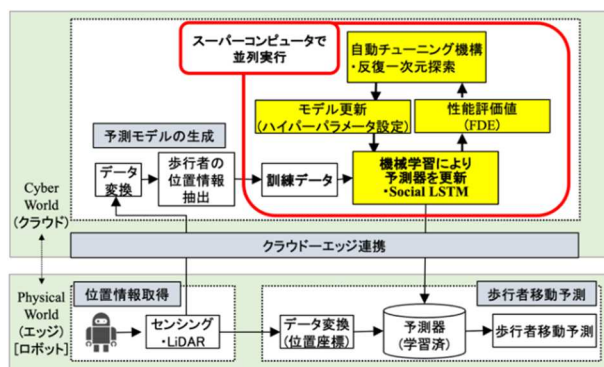 スーパーコンピュータで
並列実行
自動チューニング機構
・反復一次元探索
モデル更新
(ハイパーパラメータ設定)
性能評価値
(FDE)
予測モデルの生成
データ
変換
歩行者の
位置情報
抽出
訓練データ
機械学習により
予測器を更新
・Social LSTM
Cyber
World
(クラウド)
クラウドーエッジ連携
Physical
World
(エッジ)
[ロボット]
位置情報取得
センシング
・LiDAR
歩行者移動予測
データ変換
(位置座標)
予測器
(学習済)
歩行者移動予測